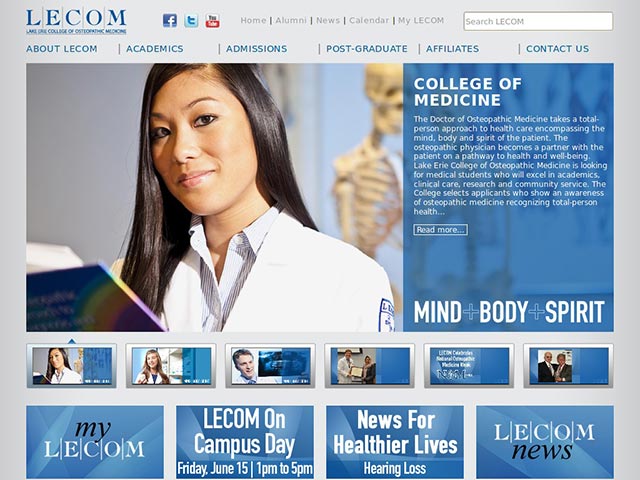 L|E|C|O|M
LAKE ERIE COLLEGE OF OSTEOPATHIC MEDICINE
Home | Alumni | News | Calendar | My LECOM
Search LECOM
ABOUT LECOM | ACADEMICS | ADMISSIONS | POST-GRADUATE | AFFILIATES | CONTACT US
COLLEGE OF
MEDICINE
The Doctor of Osteopathic Medicine takes a total-
person approach to health care encompassing the
mind, body and spirit of the patient. The
osteopathic physician becomes a partner with the
patient on a pathway to health and well-being.
Lake Erie College of Osteopathic Medicine is looking
for medical students who will excel in academics,
clinical care, research and community service. The
College selects applicants who show an awareness
of osteopathic medicine recognizing total-person
health...
Read more...
MIND+BODY+SPIRIT
LECOM Celebrates
National Osteopathic
Medicine Week
my
L|E|C|O|M
LECOM On
Campus Day
Friday, June 15 | 1pm to 5pm
News For
Healthier Lives
Hearing Loss
L|E|C|O|M
news